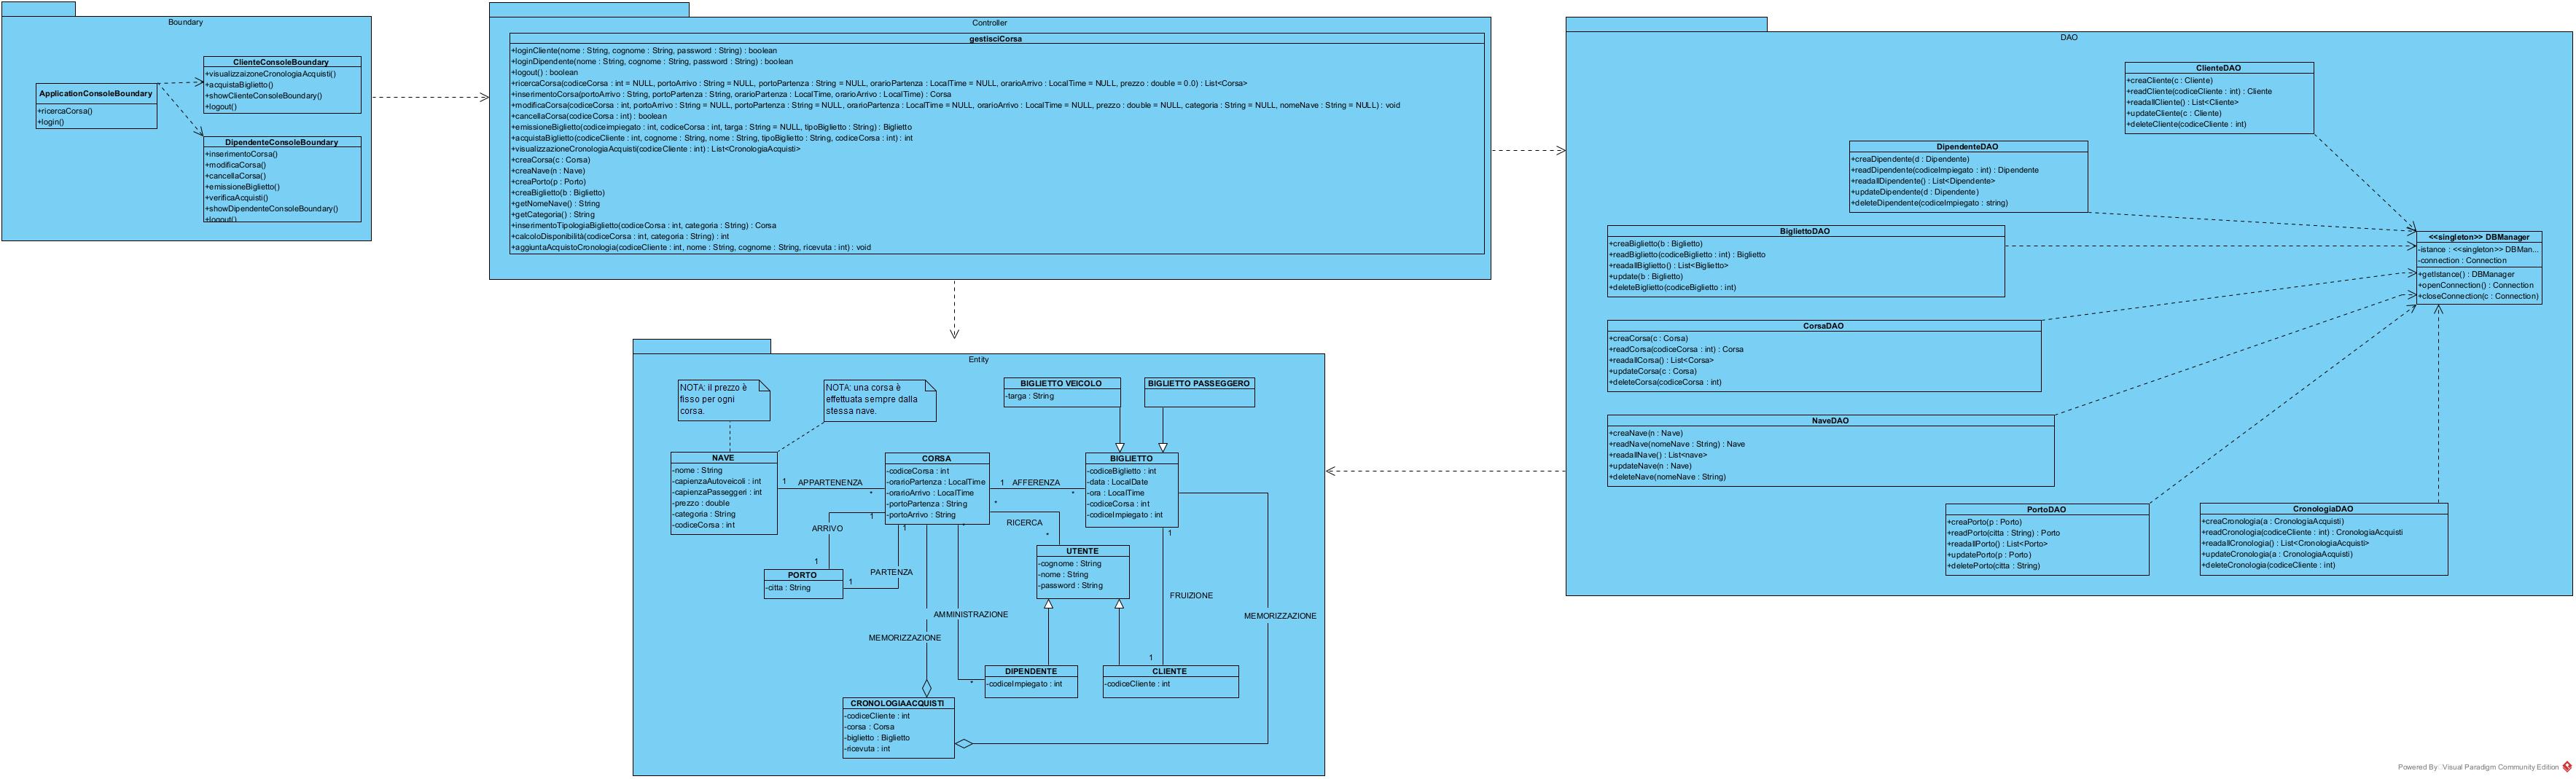 Boundary
ApplicationConsoleBoundary
+ricercaCorsa()
+login()
ClienteConsoleBoundary
+visualizzaizoneCronologiaAcquisti()
+acquistaBiglietto()
+showClienteConsoleBoundary()
+logout()
DipendenteConsoleBoundary
+inserimentoCorsa()
+modificaCorsa()
+cancellaCorsa()
+emissioneBiglietto()
+verificaAcquisti()
+showDipendenteConsoleBoundary()
+logout()
Controller
gestisciCorsa
+loginCliente(nome : String, cognome : String, password : String) : boolean
+loginDipendente(nome : String, cognome : String, password : String) : boolean
+logout() : boolean
+ricercaCorsa(codiceCorsa : int = NULL, portoArrivo : String = NULL, portoPartenza : String = NULL, orarioPartenza : LocalTime = NULL, orarioArrivo : LocalTime = NULL, prezzo : double = 0.0) : List<Corsa>
+inserimentoCorsa(portoArrivo : String, portoPartenza : String, orarioPartenza : LocalTime, orarioArrivo : LocalTime) : Corsa
+modificaCorsa(codiceCorsa : int, portoArrivo : String = NULL, portoPartenza : String = NULL, orarioPartenza : LocalTime = NULL, orarioArrivo : LocalTime = NULL, prezzo : double = NULL, categoria : String = NULL, nomeNave : String = NULL) : void
+cancellaCorsa(codiceCorsa : int) : boolean
+emissioneBiglietto(codiceimpiegato : int, codiceCorsa : int, targa : String = NULL, tipoBiglietto : String) : Biglietto
+acquistaBiglietto(codiceCliente : int, cognome : String, nome : String, tipoBiglietto : String, codiceCorsa : int) : int
+visualizzazioneCronologiaAcquisti(codiceCliente : int) : List<CronologiaAcquisti>
+creaCorsa(c : Corsa)
+creaNave(n : Nave)
+creaPorto(p : Porto)
+creaBiglietto(b : Biglietto)
+getNomeNave() : String
+getCategoria() : String
+inserimentoTipologiaBiglietto(codiceCorsa : int, categoria : String) : Corsa
+calcoloDisponibilità(codiceCorsa : int, categoria : String) : int
+aggiuntaAcquistoCronologia(codiceCliente : int, nome : String, cognome : String, ricevuta : int) : void
DAO
ClienteDAO
+creaCliente(c : Cliente)
+readCliente(codiceCliente : int) : Cliente
+readallCliente() : List<Cliente>
+updateCliente(c : Cliente)
+deleteCliente(codiceCliente : int)
DipendenteDAO
+creaDipendente(d : Dipendente)
+readDipendente(codiceImpiegato : int) : Dipendente
+readallDipendente() : List<Dipendente>
+updateDipendente(d : Dipendente)
+deleteDipendente(codiceImpiegato : string)
BigliettoDAO
+creaBiglietto(b : Biglietto)
+readBiglietto(codiceBiglietto : int) : Biglietto
+readallBiglietto() : List<Biglietto>
+update(b : Biglietto)
+deleteBiglietto(codiceBiglietto : int)
<<singleton>> DBManager
-istance : <<singleton>> DBMan...
-connection : Connection
+getIstance() : DBManager
+openConnection() : Connection
+closeConnection(c : Connection)
CorsaDAO
+creaCorsa(c : Corsa)
+readCorsa(codiceCorsa : int) : Corsa
+readallCorsa() : List<Corsa>
+updateCorsa(c : Corsa)
+deleteCorsa(codiceCorsa : int)
NaveDAO
+creaNave(n : Nave)
+readNave(nomeNave : String) : Nave
+readallNave() : List<nave>
+updateNave(n : Nave)
+deleteNave(nomeNave : String)
PortoDAO
+creaPorto(p : Porto)
+readPorto(citta : String) : Porto
+readallPorto() : List<Porto>
+updatePorto(p : Porto)
+deletePorto(citta : String)
CronologiaDAO
+creaCronologia(a : CronologiaAcquisti)
+readCronologia(codiceCliente : int) : CronologiaAcquisti
+readallCronologia() : List<CronologiaAcquisti>
+updateCronologia(a : CronologiaAcquisti)
+deleteCronologia(codiceCliente : int)
Entity
NOTA: il prezzo è
fisso per ogni
corsa.
NOTA: una corsa è
effettuata sempre dalla
stessa nave.
BIGLIETTO VEICOLO
-targa : String
BIGLIETTO PASSEGGERO
NAVE
-nome : String
-capienzaAutoveicoli : int
-capienzaPasseggeri : int
-prezzo : double
-categoria : String
-codiceCorsa : int
1
APPARTENENZA
*
CORSA
-codiceCorsa : int
-orarioPartenza : LocalTime
-orarioArrivo : LocalTime
-portoPartenza : String
-portoArrivo : String
1
AFFERENZA
*
BIGLIETTO
-codiceBiglietto : int
-data : LocalDate
-ora : LocalTime
-codiceCorsa : int
-codiceImpiegato : int
*
RICERCA
*
1
ARRIVO
1
1
PARTENZA
1
PORTO
-citta : String
UTENTE
-cognome : String
-nome : String
-password : String
1
FRUIZIONE
1
MEMORIZZAZIONE
*
AMMINISTRAZIONE
*
MEMORIZZAZIONE
DIPENDENTE
-codiceImpiegato : int
CLIENTE
-codiceCliente : int
CRONOLOGIAACQUISTI
-codiceCliente : int
-corsa : Corsa
-biglietto : Biglietto
-ricevuta : int
Powered By Visual Paradigm Community Edition